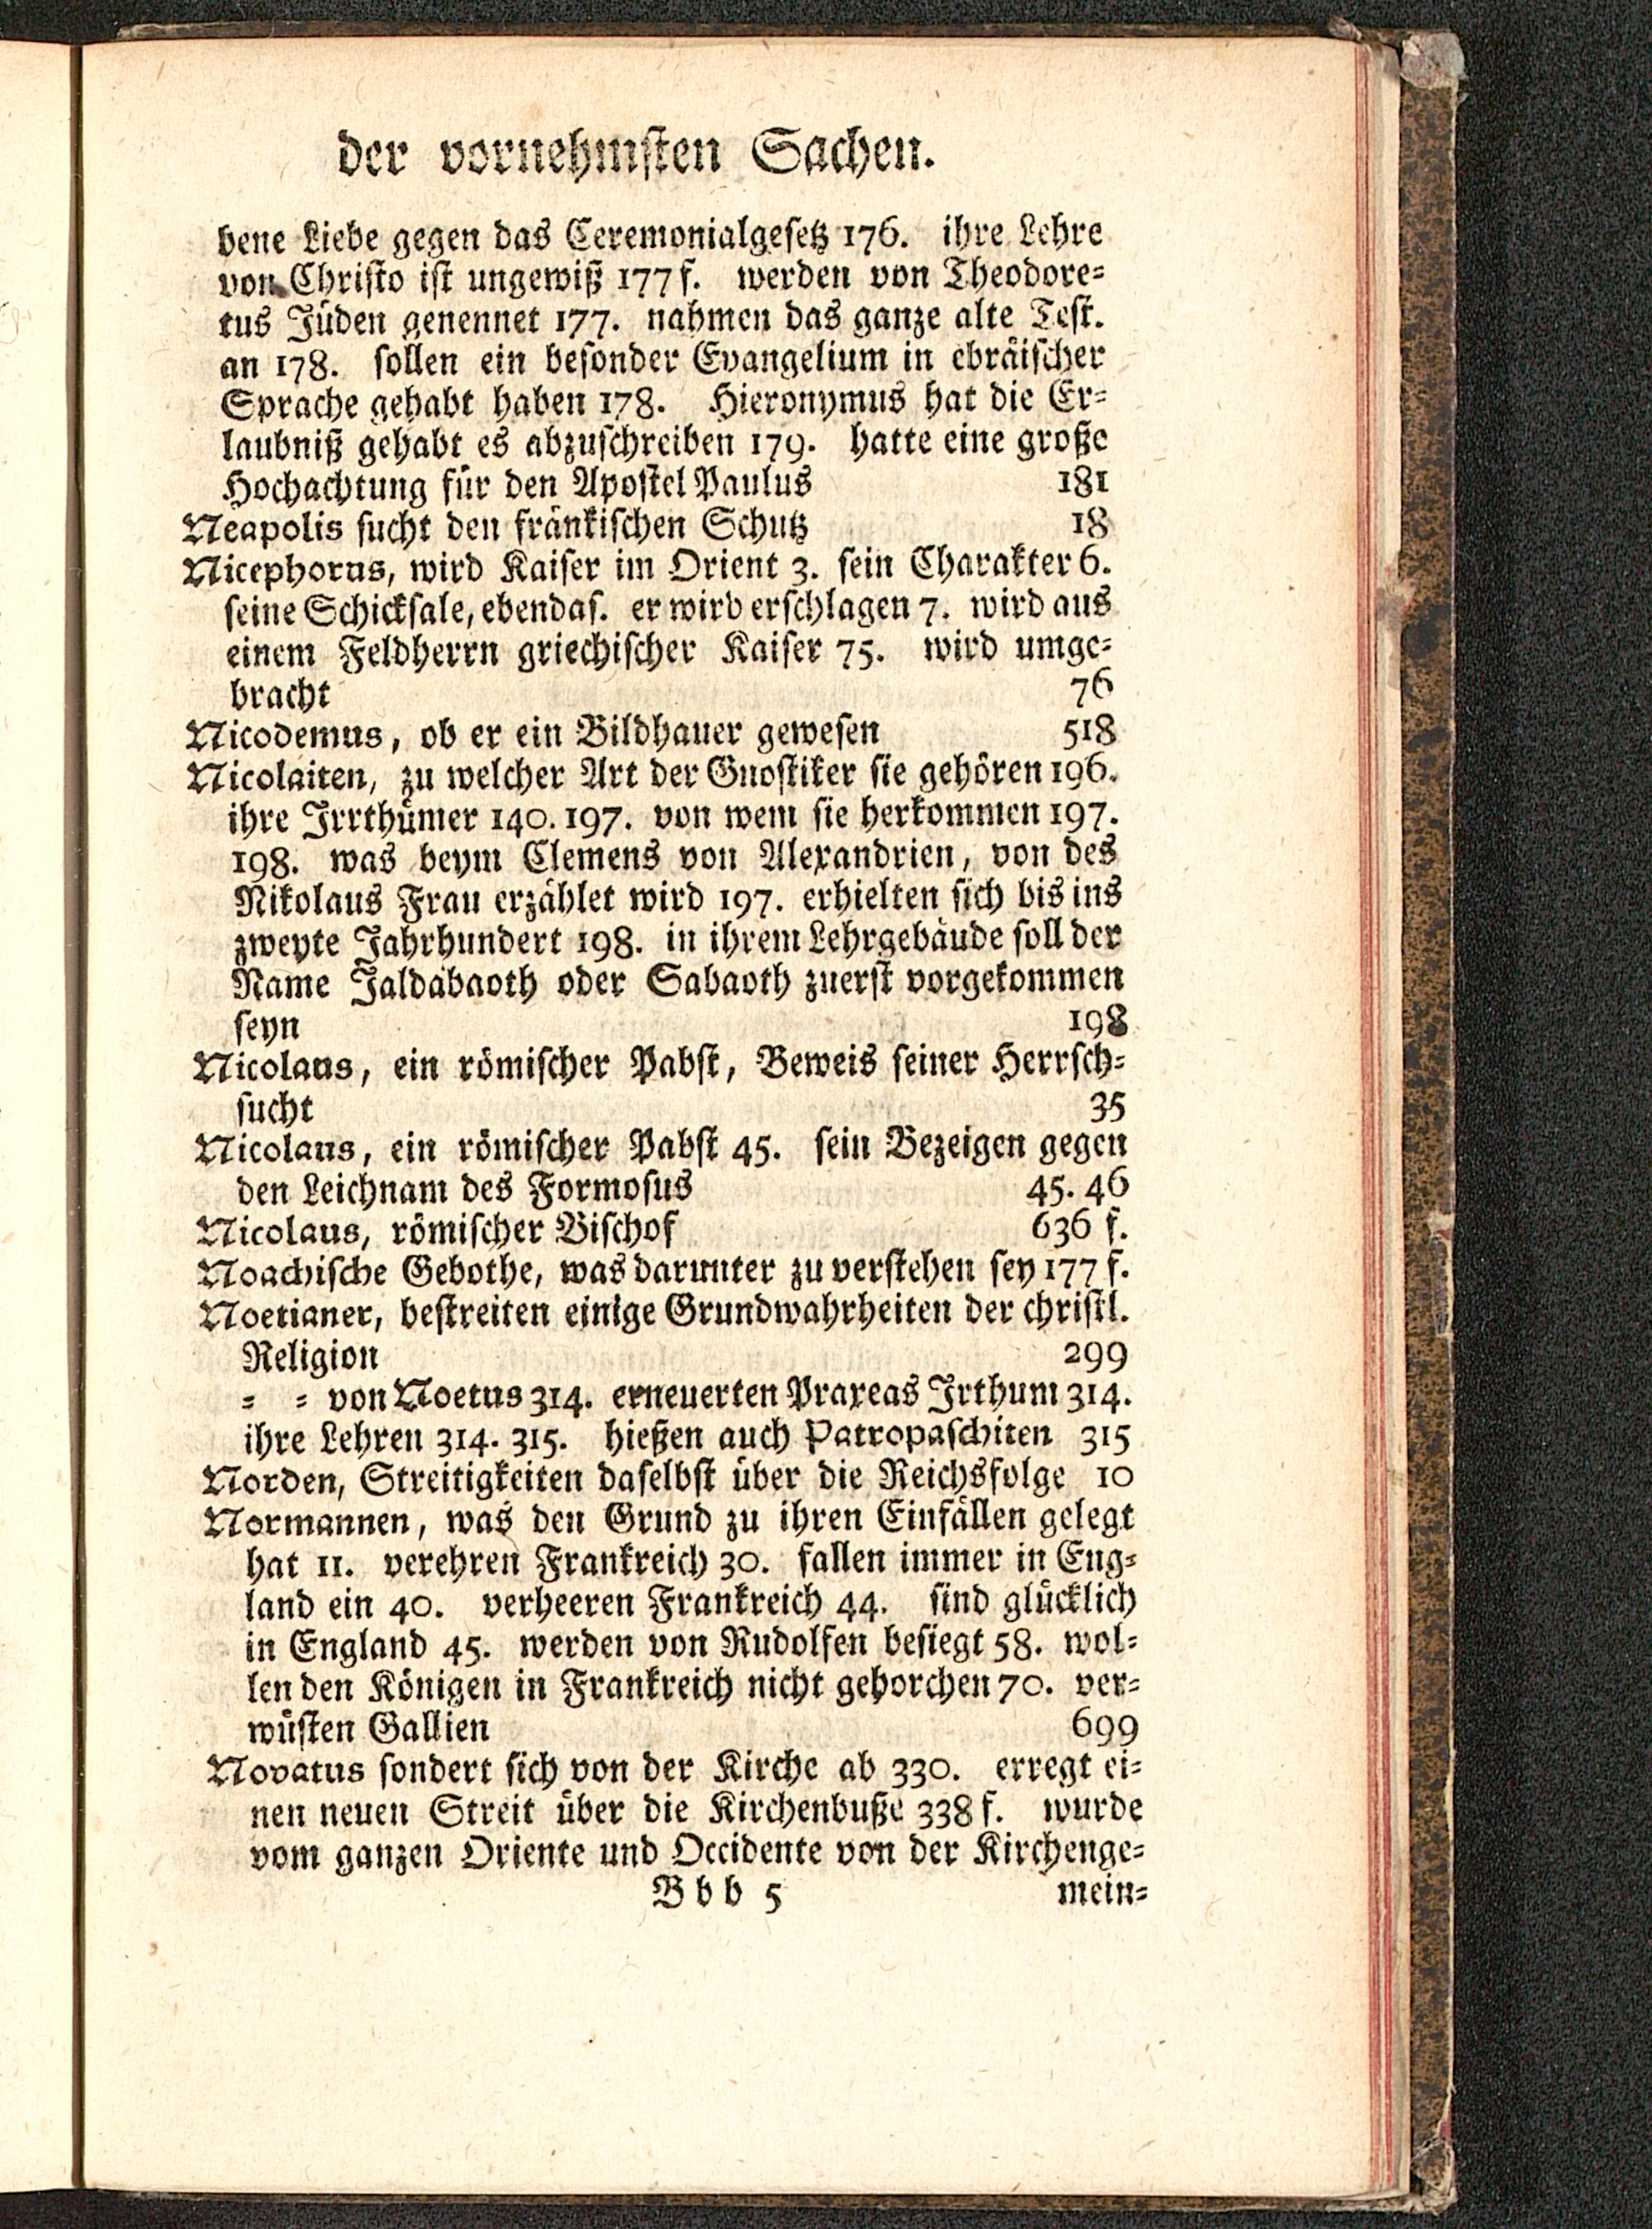 der vornehmsten Sachen.
bene Liebe gegen das Ceremonialgesetz 176. ihre Lehre
von Christo ist ungewiß 177 f. werden von Theodore-
tus Jüden genennet 177. nahmen das ganze alte Test.
an 178. sollen ein besonder Evangelium in ebräischer
Sprache gehabt haben 178. Hieronymus hat die Er-
laubniß gehabt es abzuschreiben 179. hatte eine große
Hochachtung für den Apostel Paulus 181
Neapolis sucht den fränkischen Schutz 18
Nicephorus, wird Kaiser im Orient 3. sein Charakter 6.
seine Schicksale, ebendas. er wird erschlagen 7. wird aus
einem Feldherrn griechischer Kaiser 75. wird umge-
bracht 76
Nicodemus, ob er ein Bildhauer gewesen 518
Nicolaiten, zu welcher Art der Gnostiker sie gehören 196.
ihre Irrthümer 140. 197. von wem sie herkommen 197.
198. was beym Clemens von Alexandrien, von des
Nikolaus Frau erzählet wird 197. erhielten sich bis ins
zweyte Jahrhundert 198. in ihrem Lehrgebäude soll der
Name Jaldabaoth oder Sabaoth zuerst vorgekommen
seyn 198
Nicolaus, ein römischer Pabst, Beweis seiner Herrsch-
sucht 35
Nicolaus, ein römischer Pabst 45. sein Bezeigen gegen
den Leichnam des Formosus 45. 46
Nicolaus, römischer Bischof 636 f.
Noachische Gebothe, was darunter zu verstehen sey 177 f.
Noetianer, bestreiten einige Grundwahrheiten der christl.
Religion 299
- - von Noetus 314. erneuerten Praxeas Irthum 314.
ihre Lehren 314. 315. hießen auch Patropaschiten 315
Norden, Streitigkeiten daselbst über die Reichsfolge 10
Normannen, was den Grund zu ihren Einfällen gelegt
hat 11. verehren Frankreich 30. fallen immer in Eng-
land ein 40. verheeren Frankreich 44. sind glücklich
in England 45. werden von Rudolfen besiegt 58. wol-
len den Königen in Frankreich nicht gehorchen 70. ver-
wüsten Gallien 699
Novatus sondert sich von der Kirche ab 330. erregt ei-
nen neuen Streit über die Kirchenbuße 338 f. wurde
vom ganzen Oriente und Occidente von der Kirchenge-
Bbb 5 mein-